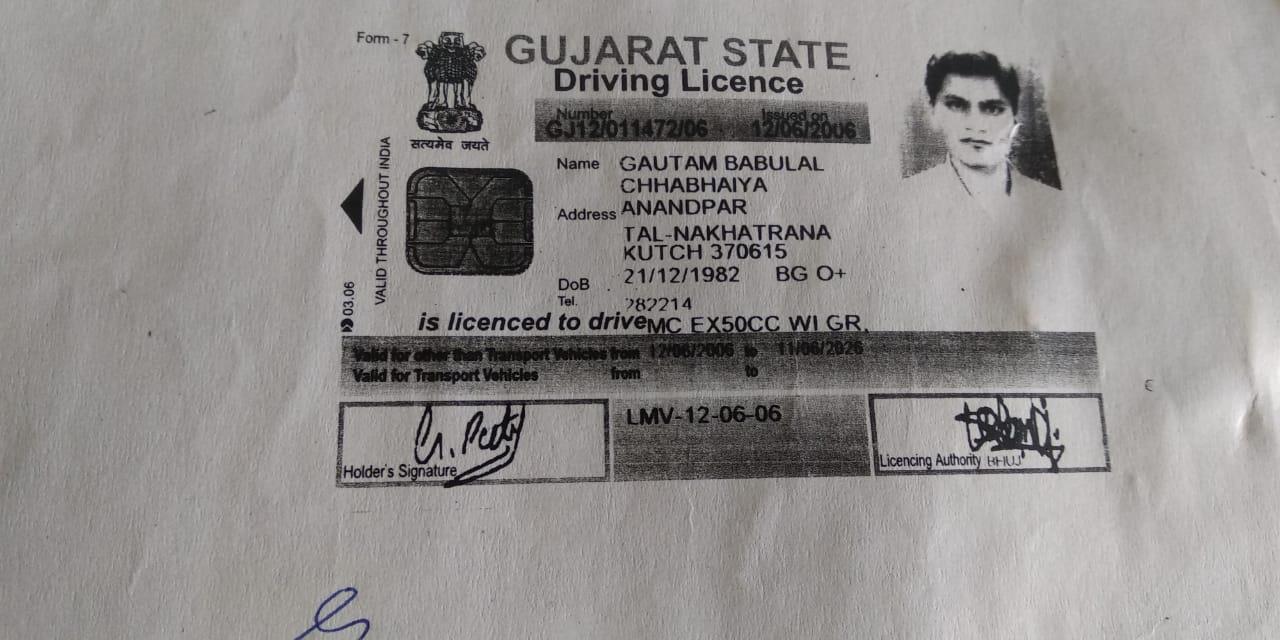 Form - 7
GUJARAT STATE
Driving Licence
सत्यमेव जयते
Number Issued on
GJ12/011472/06 12/06/2006
VALID THROUGHOUT INDIA
03.06
Name GAUTAM BABULAL
CHHABHAIYA
Address ANANDPAR
TAL-NAKHATRANA
KUTCH 370615
DoB 21/12/1982 BG O+
Tel. 282214
is licenced to drive MC EX50CC WI GR.
Valid for other than Transport Vehicles from 12/06/2006 to 11/06/2026
Valid for Transport Vehicles from to
LMV-12-06-06
Holder's Signature
Licencing Authority BHUJ